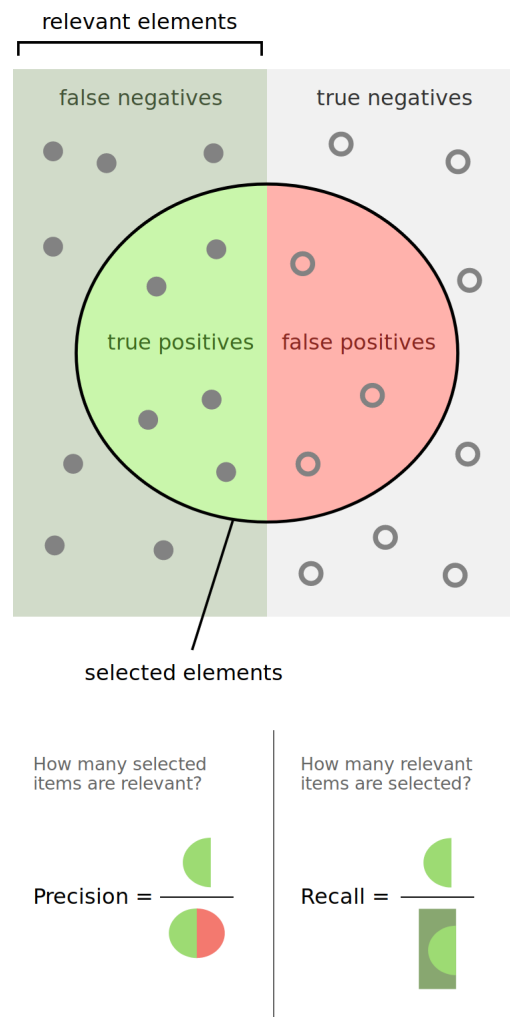 relevant elements
false negatives
true negatives
true positives
false positives
selected elements
How many selected
items are relevant?
How many relevant
items are selected?
Precision =
Recall =